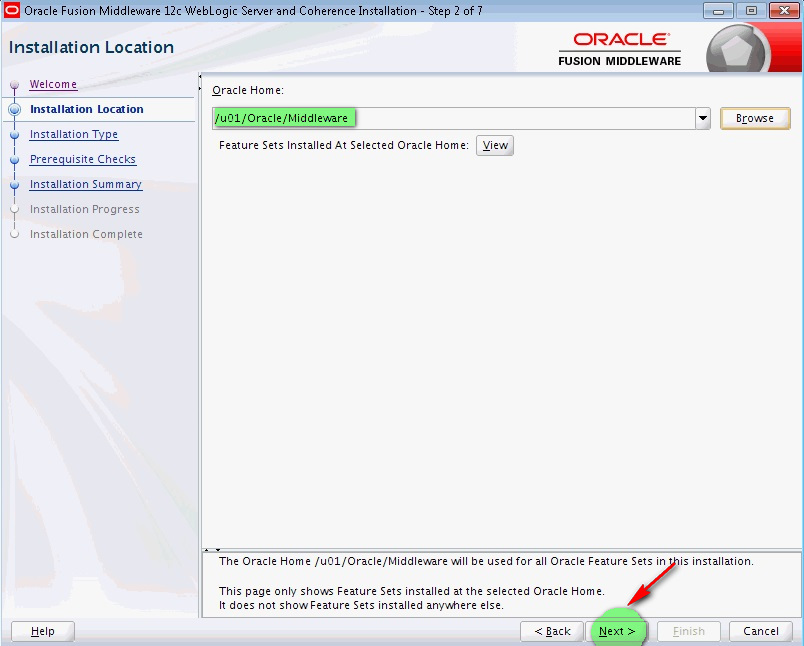 Oracle Fusion Middleware 12c WebLogic Server and Coherence Installation - Step 2 of 7
Installation Location
ORACLE
FUSION MIDDLEWARE
Welcome
Installation Location
Installation Type
Prerequisite Checks
Installation Summary
Installation Progress
Installation Complete
Oracle Home:
/u01/Oracle/Middleware
Browse
Feature Sets Installed At Selected Oracle Home:
View
The Oracle Home /u01/Oracle/Middleware will be used for all Oracle Feature Sets in this installation.
This page only shows Feature Sets installed at the selected Oracle Home.
It does not show Feature Sets installed anywhere else.
Help
< Back
Next >
Finish
Cancel